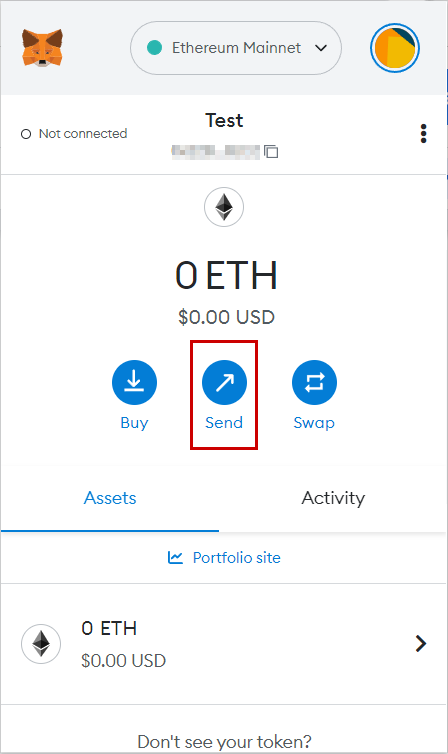 Ethereum Mainnet
Not connected
Test
0 ETH
$0.00 USD
Buy
Send
Swap
Assets
Activity
Portfolio site
0 ETH
$0.00 USD
Don't see your token?